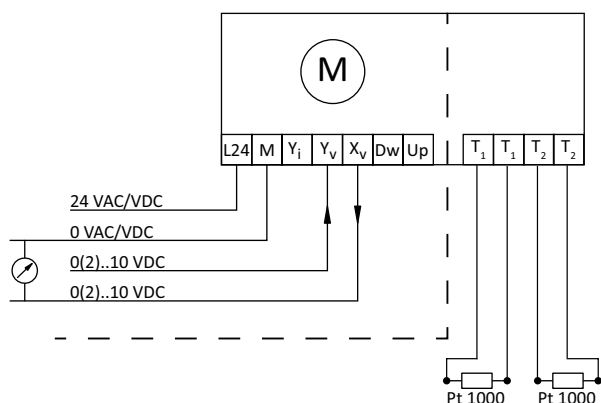 M
L24 M Yi Yv Xv Dw Up T1 T1 T2 T2
24 VAC/VDC
0 VAC/VDC
0(2)..10 VDC
0(2)..10 VDC
Pt 1000 Pt 1000